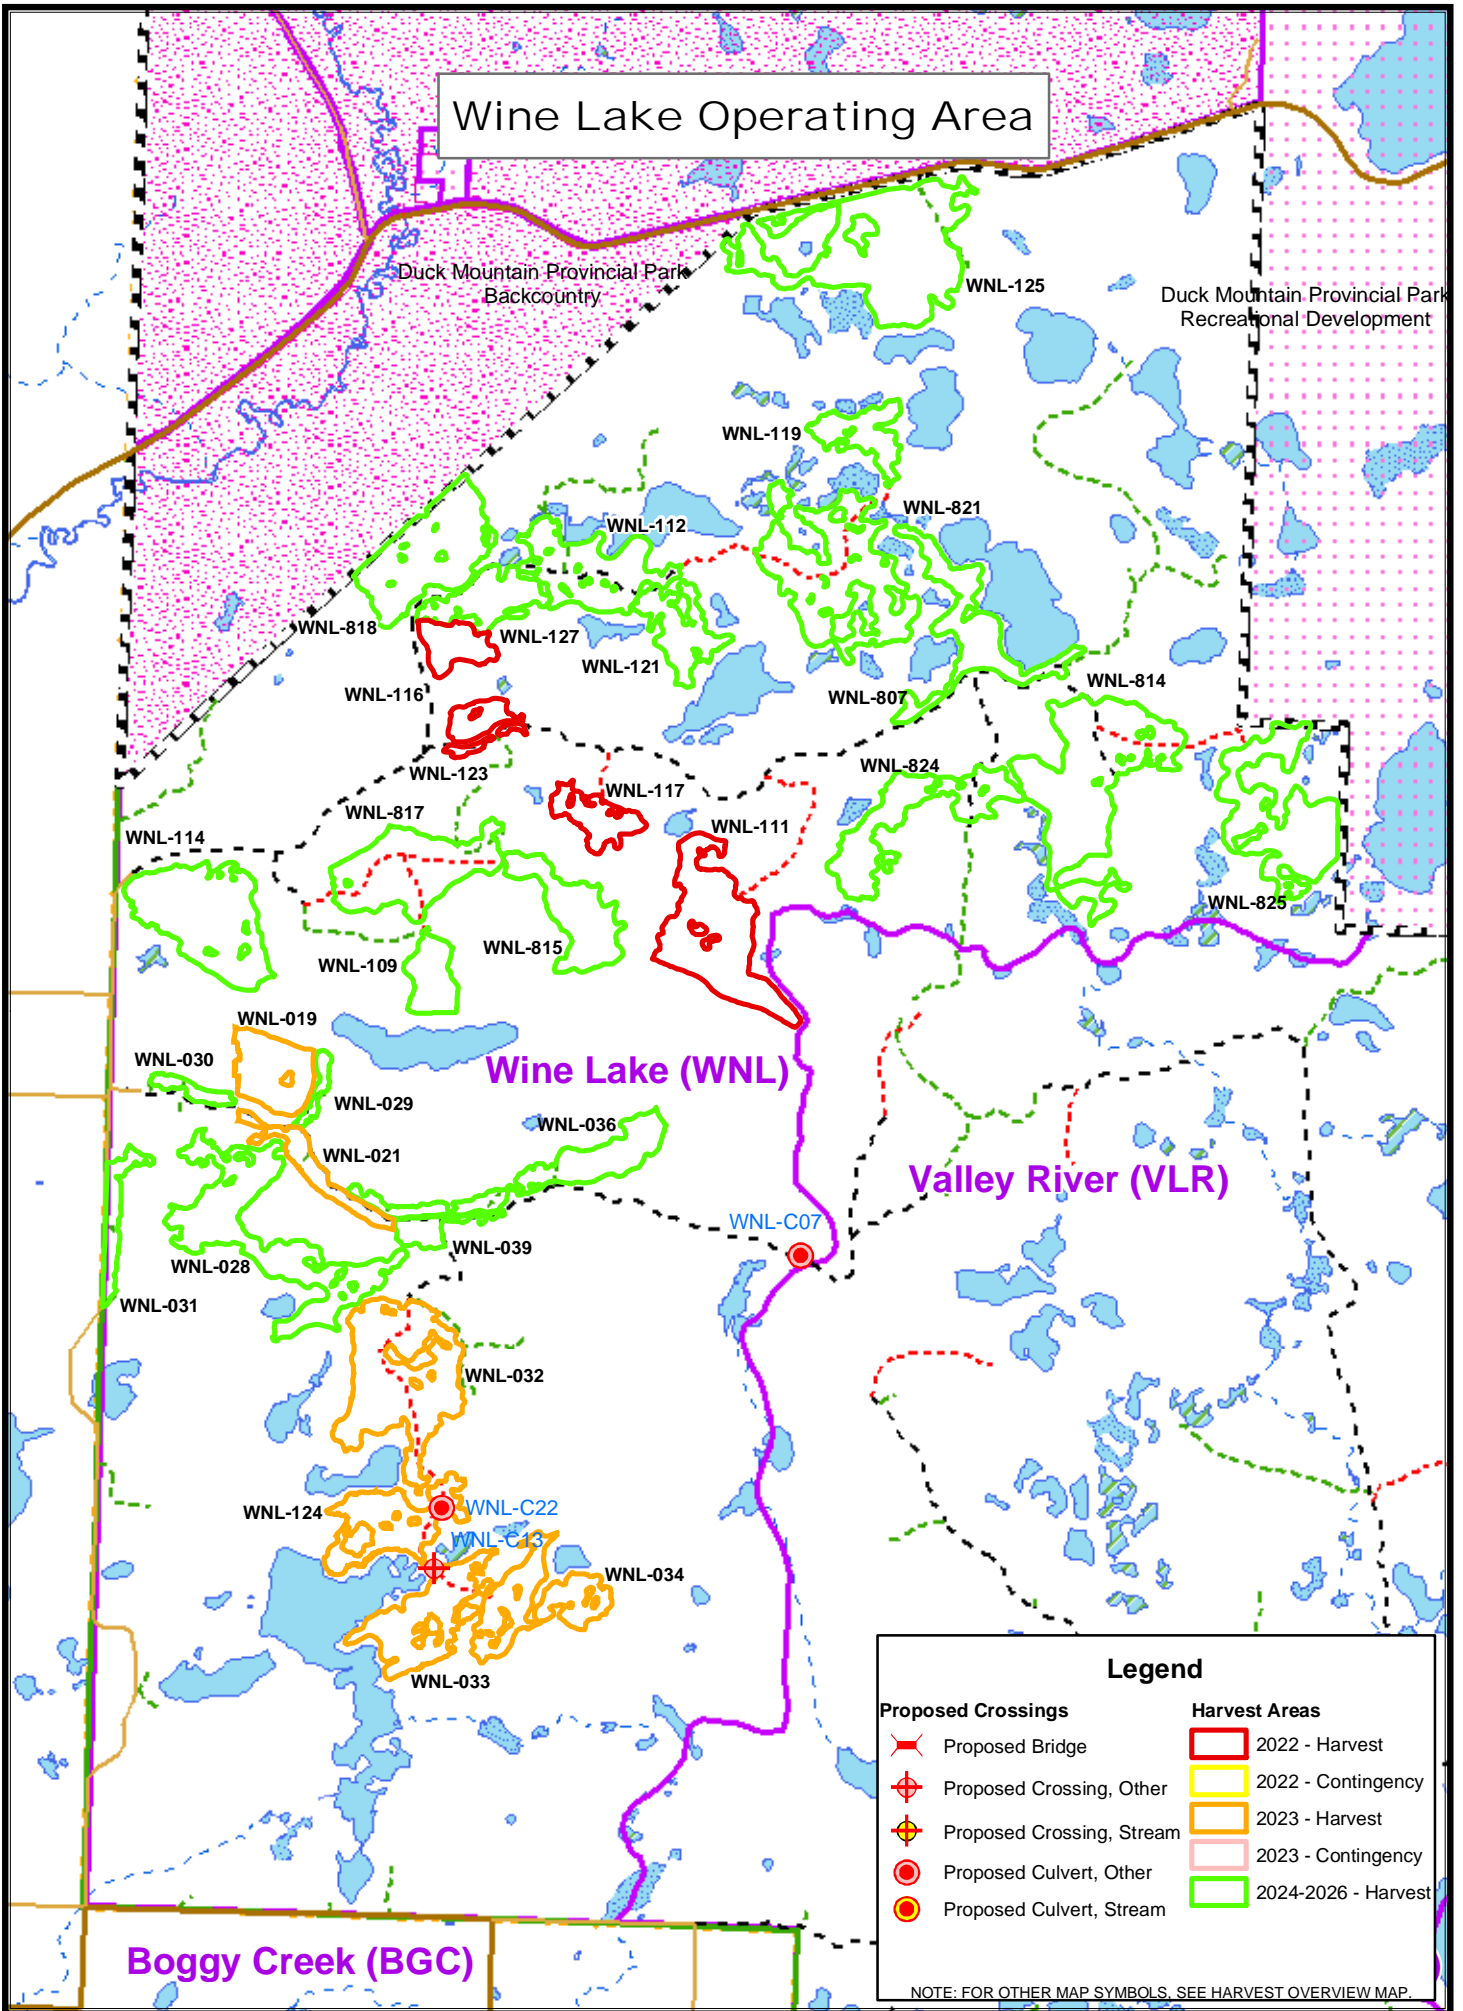 Wine Lake Operating Area
Duck Mountain Provincial Park
Backcountry
WNL-125
Duck Mountain Provincial Park
Recreational Development
WNL-119
WNL-821
WNL-112
WNL-818
WNL-127
WNL-121
WNL-116
WNL-807
WNL-814
WNL-123
WNL-824
WNL-117
WNL-817
WNL-111
WNL-114
WNL-825
WNL-815
WNL-109
WNL-019
WNL-030
Wine Lake (WNL)
WNL-029
WNL-036
WNL-021
Valley River (VLR)
WNL-C07
WNL-039
WNL-028
WNL-031
WNL-032
WNL-124
WNL-C22
WNL-C13
WNL-034
WNL-033
Boggy Creek (BGC)
Legend
Proposed Crossings
Proposed Bridge
Proposed Crossing, Other
Proposed Crossing, Stream
Proposed Culvert, Other
Proposed Culvert, Stream
Harvest Areas
2022 - Harvest
2022 - Contingency
2023 - Harvest
2023 - Contingency
2024-2026 - Harvest
NOTE: FOR OTHER MAP SYMBOLS, SEE HARVEST OVERVIEW MAP.